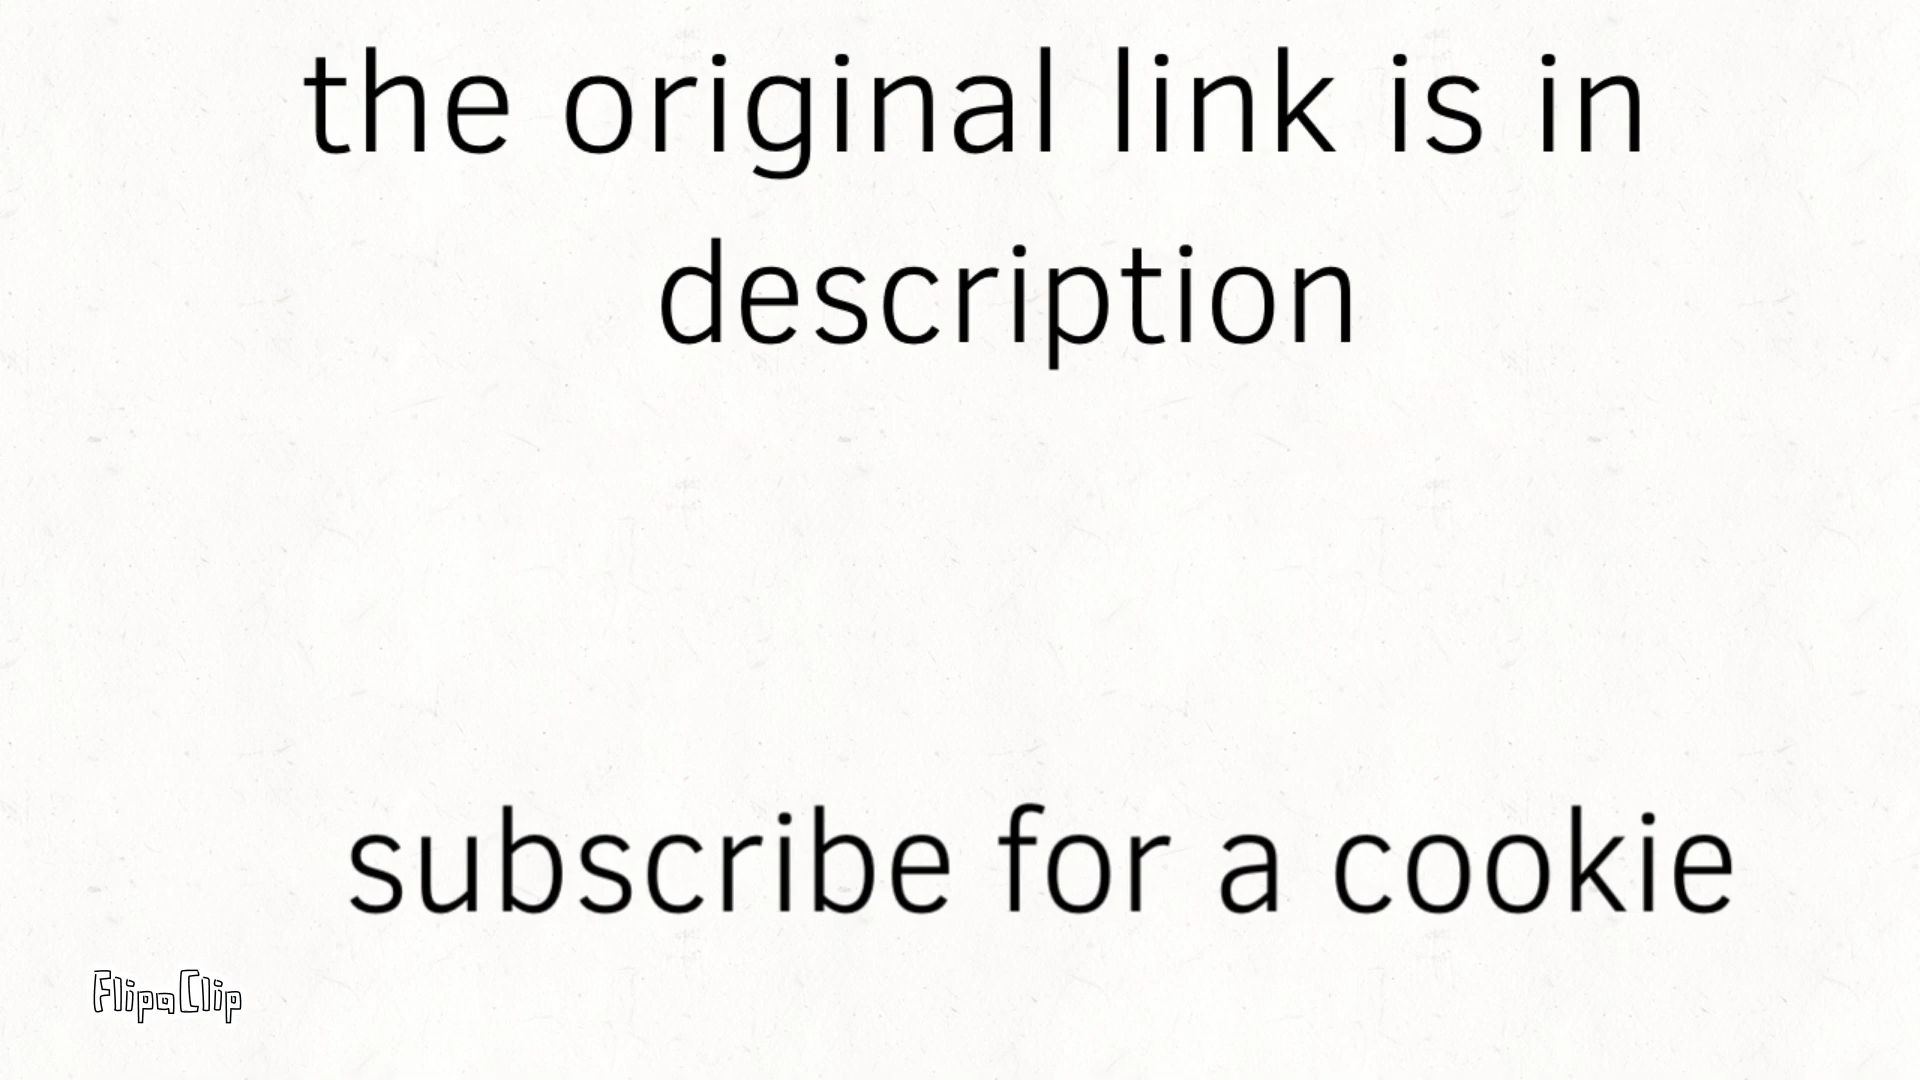 the original link is in
description
subscribe for a cookie
FlipaClip